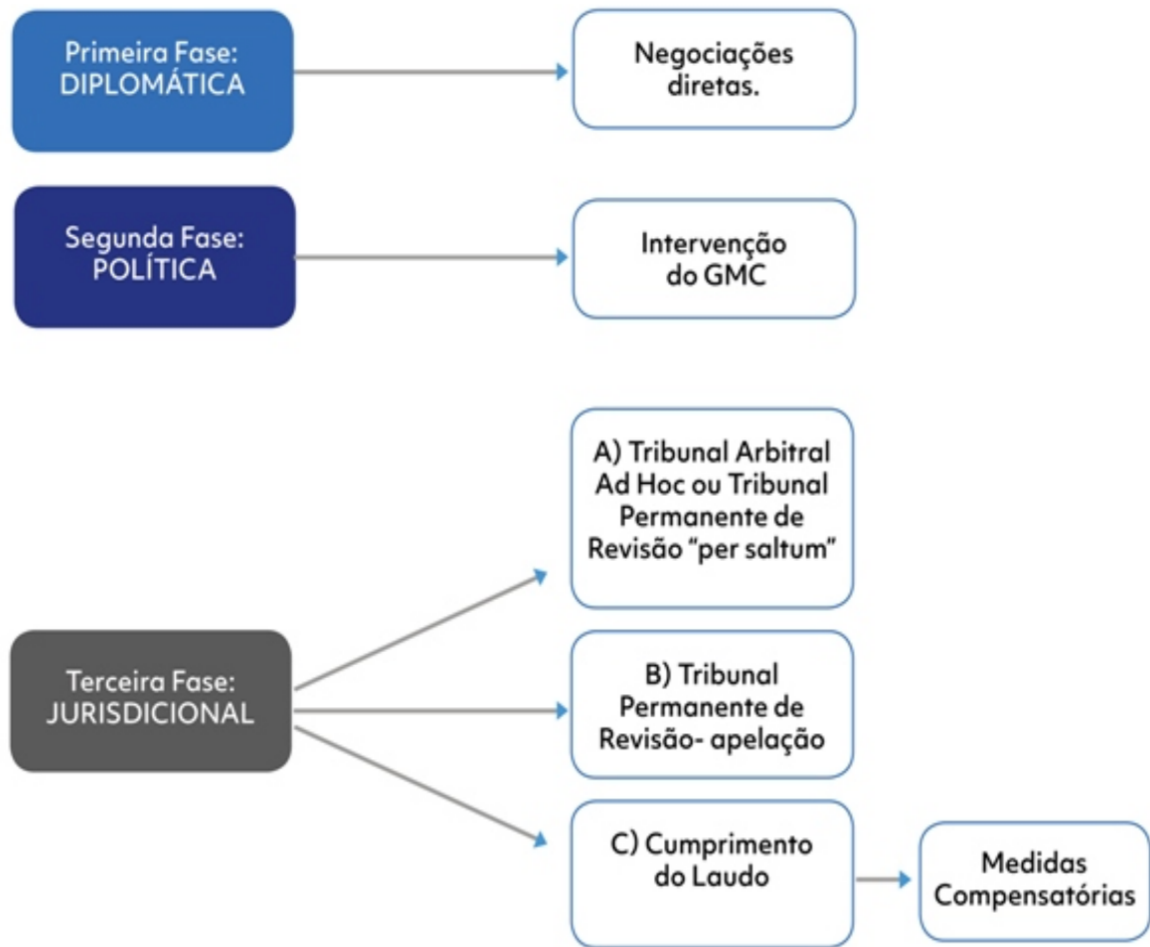 Primeira Fase:
DIPLOMÁTICA
Negociações
diretas.
Segunda Fase:
POLÍTICA
Intervenção
do GMC
Terceira Fase:
JURISDICIONAL
A) Tribunal Arbitral
Ad Hoc ou Tribunal
Permanente de
Revisão “per saltum”
B) Tribunal
Permanente de
Revisão- apelação
C) Cumprimento
do Laudo
Medidas
Compensatórias